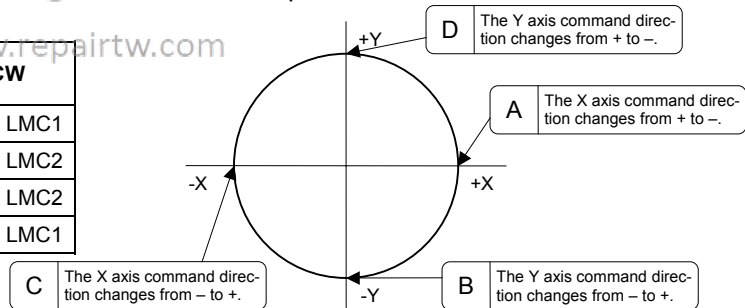 .repairtw.com
CW
LMC1
LMC2
LMC2
LMC1
+Y
D
The Y axis command direc-
tion changes from + to –.
A
The X axis command direc-
tion changes from + to –.
-X
+X
C
The X axis command direc-
tion changes from – to +.
-Y
B
The Y axis command direc-
tion changes from – to +.